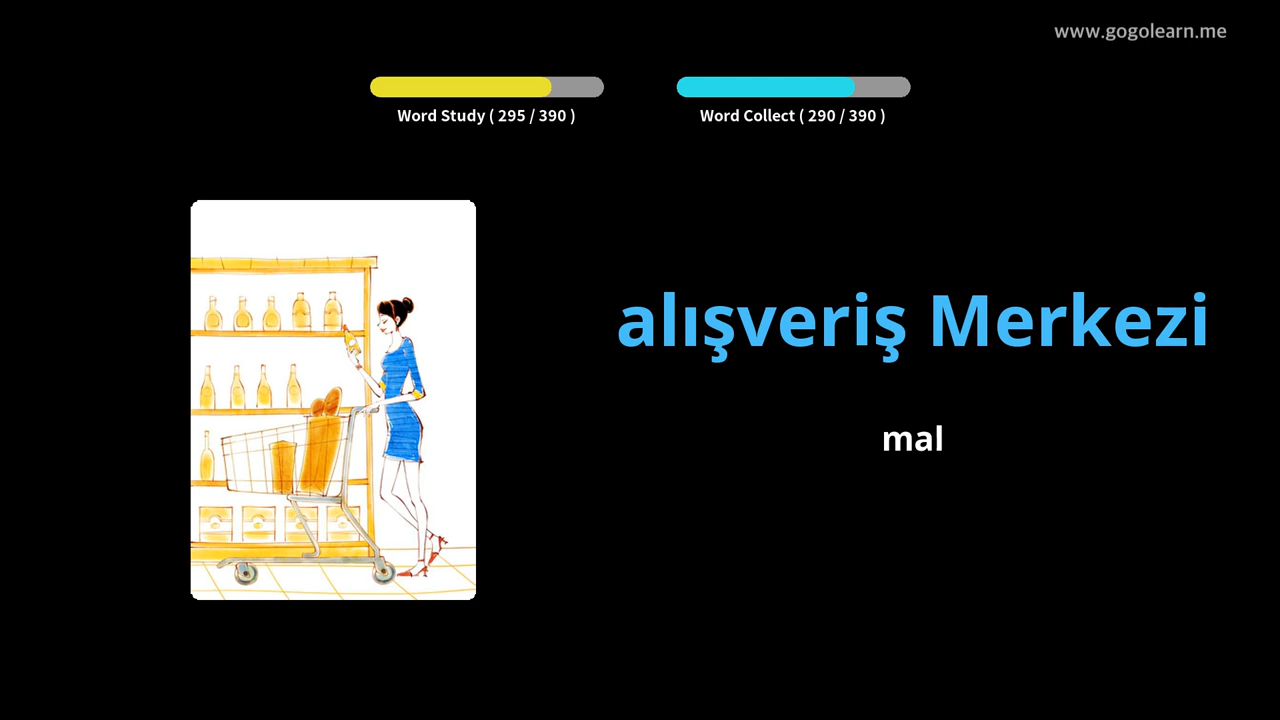 www.gogolearn.me
Word Study ( 295 / 390 )
Word Collect ( 290 / 390 )
alışveriş Merkezi
mal